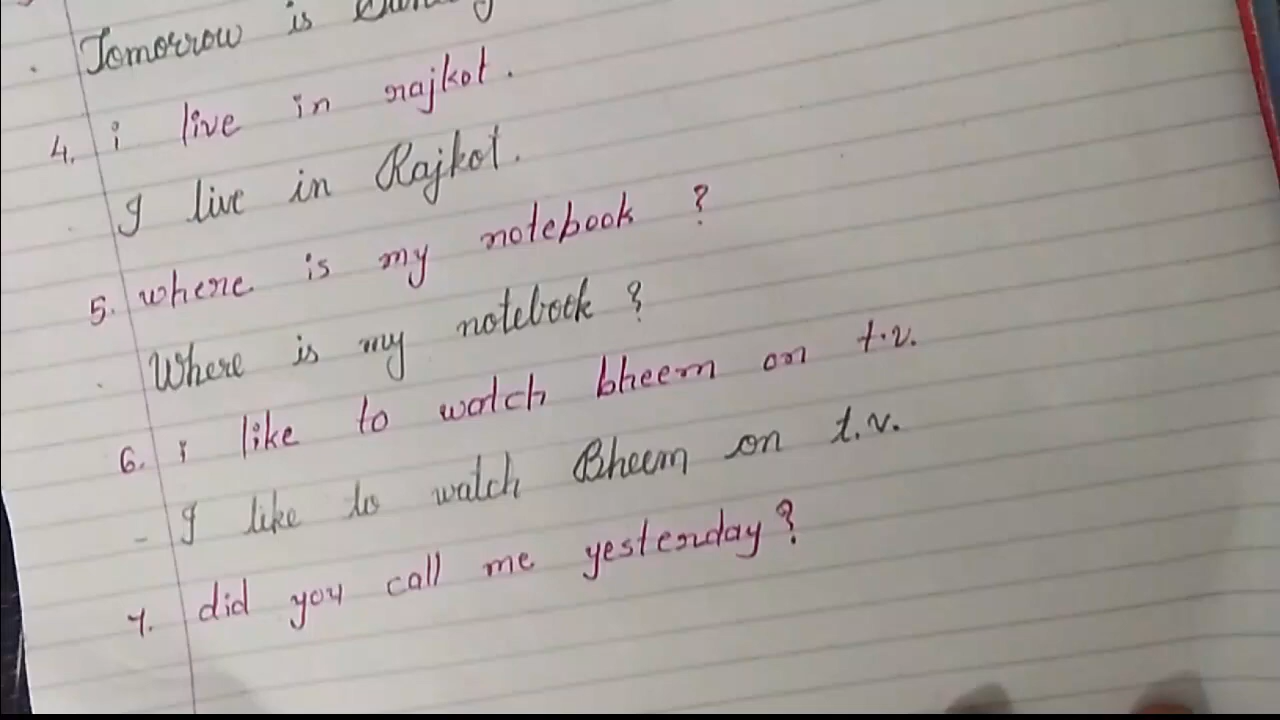 Tomorrow is
4. i live in rajkot.
I live in Rajkot.
5. where is my notebook ?
Where is my notebook ?
6. i like to watch bheem on t.v.
- I like to watch Bheem on t.v.
7. did you call me yesterday?